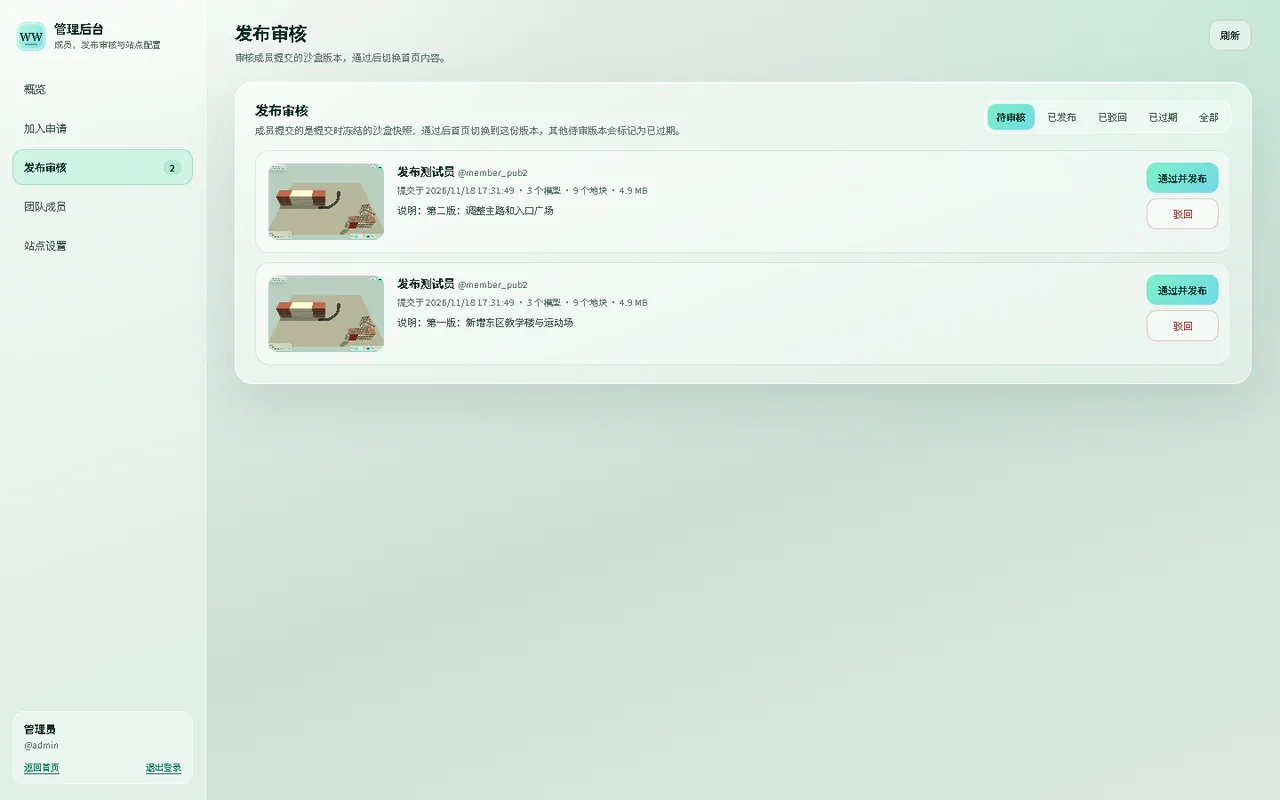 WW
管理后台
成员、发布审核与站点配置
概览
加入申请
发布审核 2
团队成员
站点设置
管理员
@admin
返回首页 退出登录
发布审核
审核成员提交的沙盒版本，通过后切换首页内容。
刷新
发布审核
成员提交的是提交时冻结的沙盒快照；通过后首页切换到这份版本，其他待审版本会标记为已过期。
待审核 已发布 已驳回 已过期 全部
发布测试员 @member_pub2
提交于 2025/11/18 17:31:49 · 3 个模型 · 9 个地块 · 4.9 MB
说明：第二版：调整主路和入口广场
通过并发布
驳回
发布测试员 @member_pub2
提交于 2025/11/18 17:31:49 · 3 个模型 · 9 个地块 · 4.9 MB
说明：第一版：新增东区教学楼与运动场
通过并发布
驳回